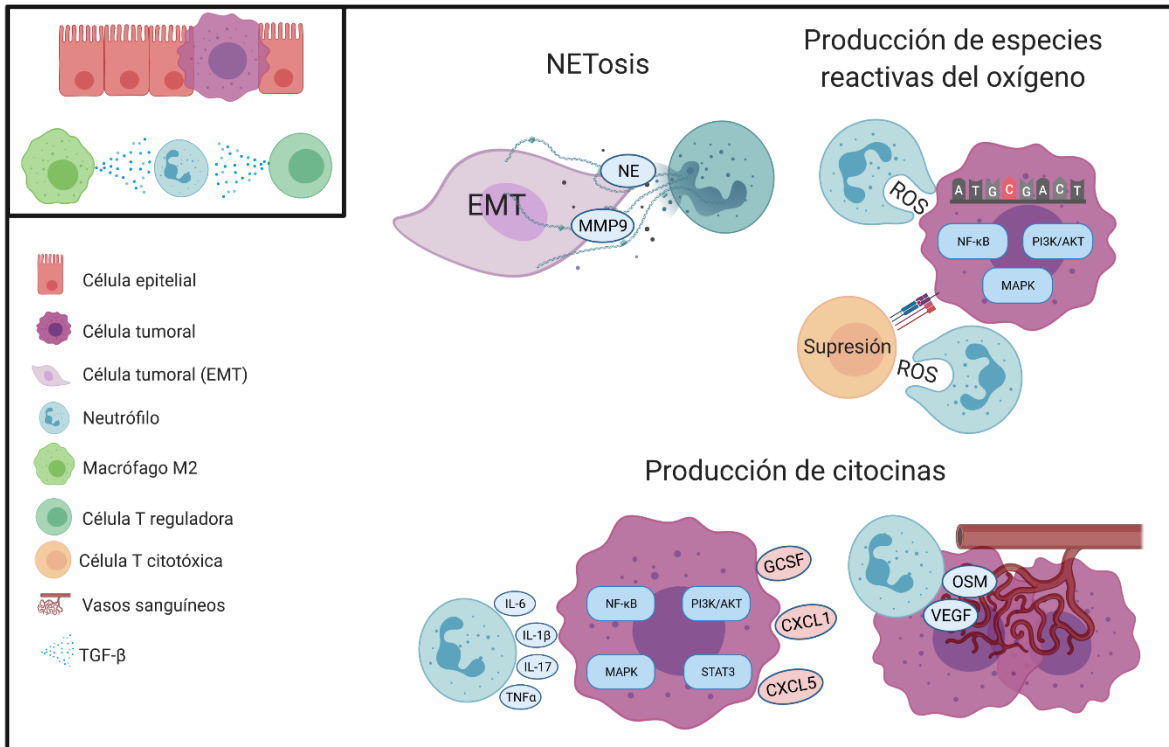 NETosis
NE
EMT
MMP9
Producción de especies
reactivas del oxígeno
ROS
A T G C G A C T
NF-κB
PI3K/AKT
MAPK
Supresión
ROS
Célula epitelial
Célula tumoral
Célula tumoral (EMT)
Neutrófilo
Macrófago M2
Célula T reguladora
Célula T citotóxica
Vasos sanguíneos
TGF-β
Producción de citocinas
IL-6
IL-1β
IL-17
TNFα
NF-κB
PI3K/AKT
MAPK
STAT3
GCSF
CXCL1
CXCL5
OSM
VEGF